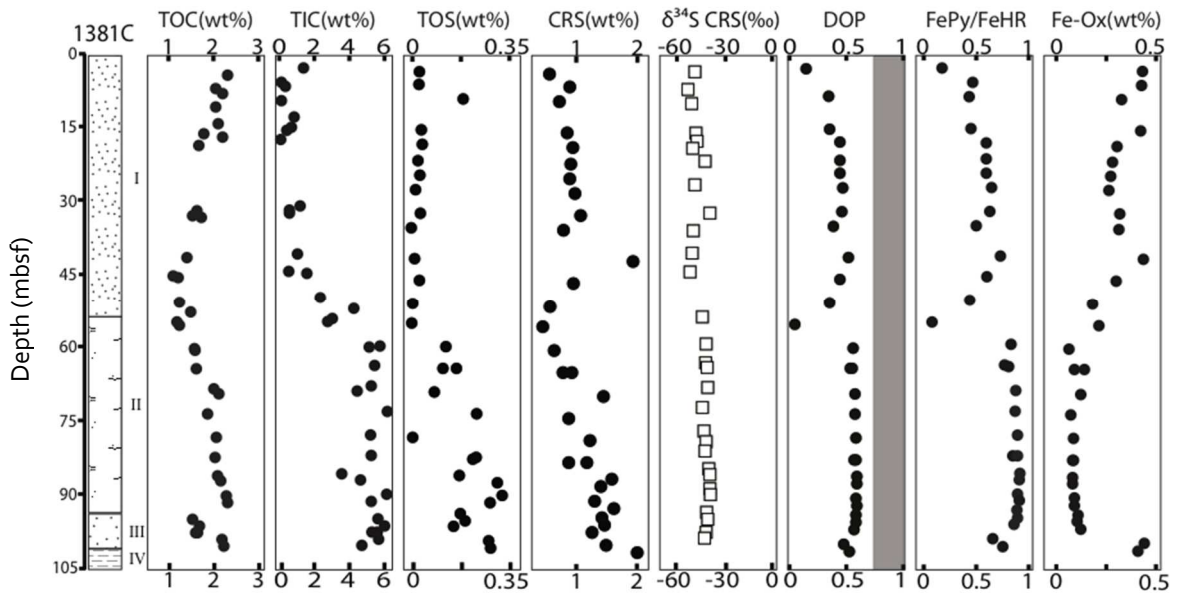 1381C
TOC(wt%) TIC(wt%) TOS(wt%) CRS(wt%) δ³⁴S CRS(‰) DOP FePy/FeHR Fe-Ox(wt%)
1 2 3 0 2 4 6 0 0.35 1 2 -60 -30 0 0 0.5 1 0 0.5 1 0 0.5
0
15
I
30
Depth (mbsf)
45
60
II
75
90
III
IV
105
1 2 3 0 2 4 6 0 0.35 1 2 -60 -30 0 0 0.5 1 0 0.5 1 0 0.5